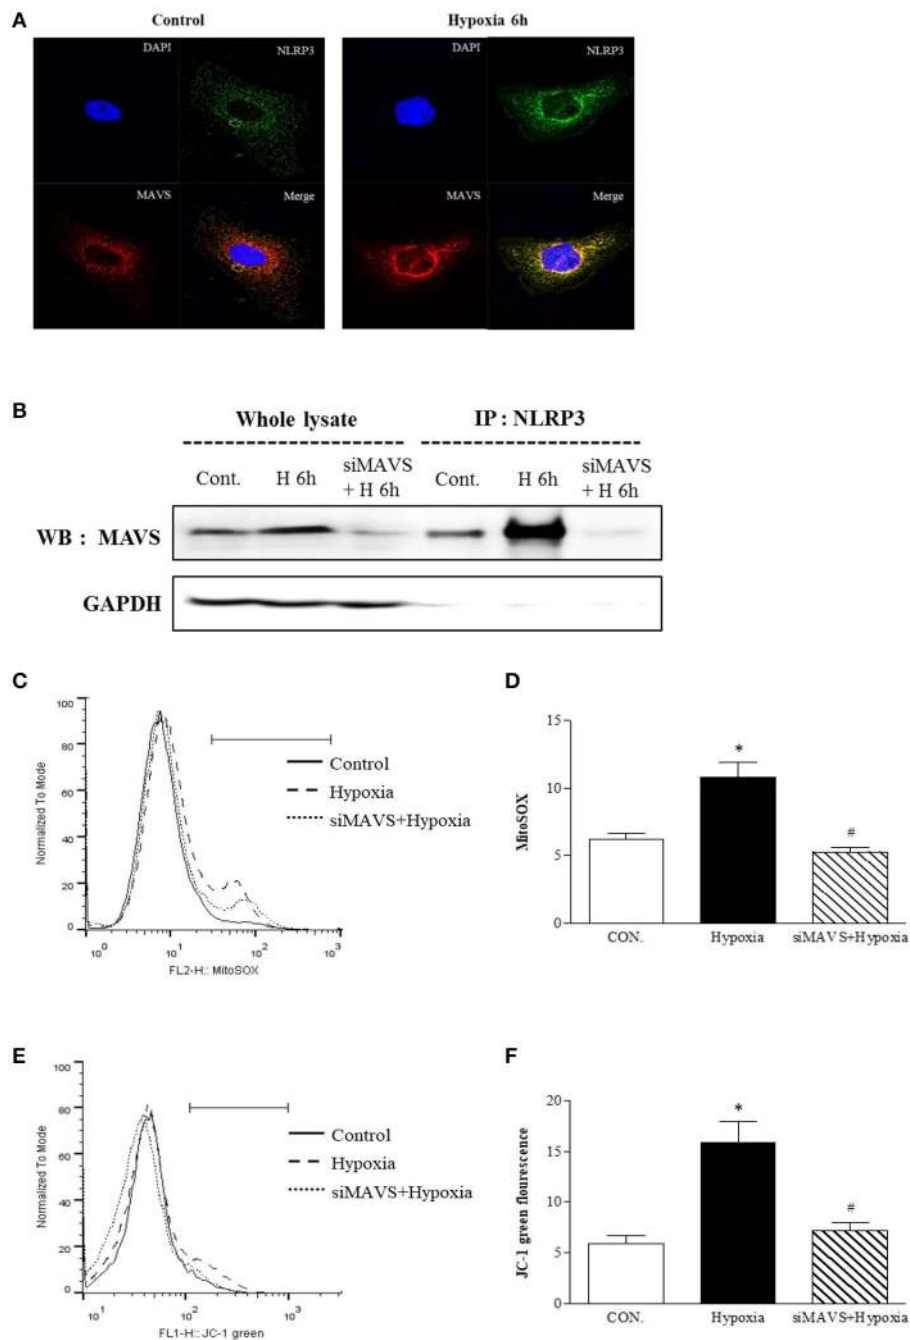 A
Control
Hypoxia 6h
DAPI
NLRP3
DAPI
NLRP3
MAVS
Merge
MAVS
Merge
B
Whole lysate
IP : NLRP3
Cont.
H 6h
siMAVS
+ H 6h
Cont.
H 6h
siMAVS
+ H 6h
WB : MAVS
GAPDH
C
100
80
60
40
20
0
Normalized To Mode
10^0
10^1
10^2
10^3
FL2-H:: MitoSOX
Control
Hypoxia
siMAVS+Hypoxia
D
15
10
5
0
MitoSOX
*
#
CON.
Hypoxia
siMAVS+Hypoxia
E
100
80
60
40
20
0
Normalized To Mode
10^1
10^2
10^3
FL1-H:: JC-1 green
Control
Hypoxia
siMAVS+Hypoxia
F
20
15
10
5
0
JC-1 green flourescence
*
#
CON.
Hypoxia
siMAVS+Hypoxia